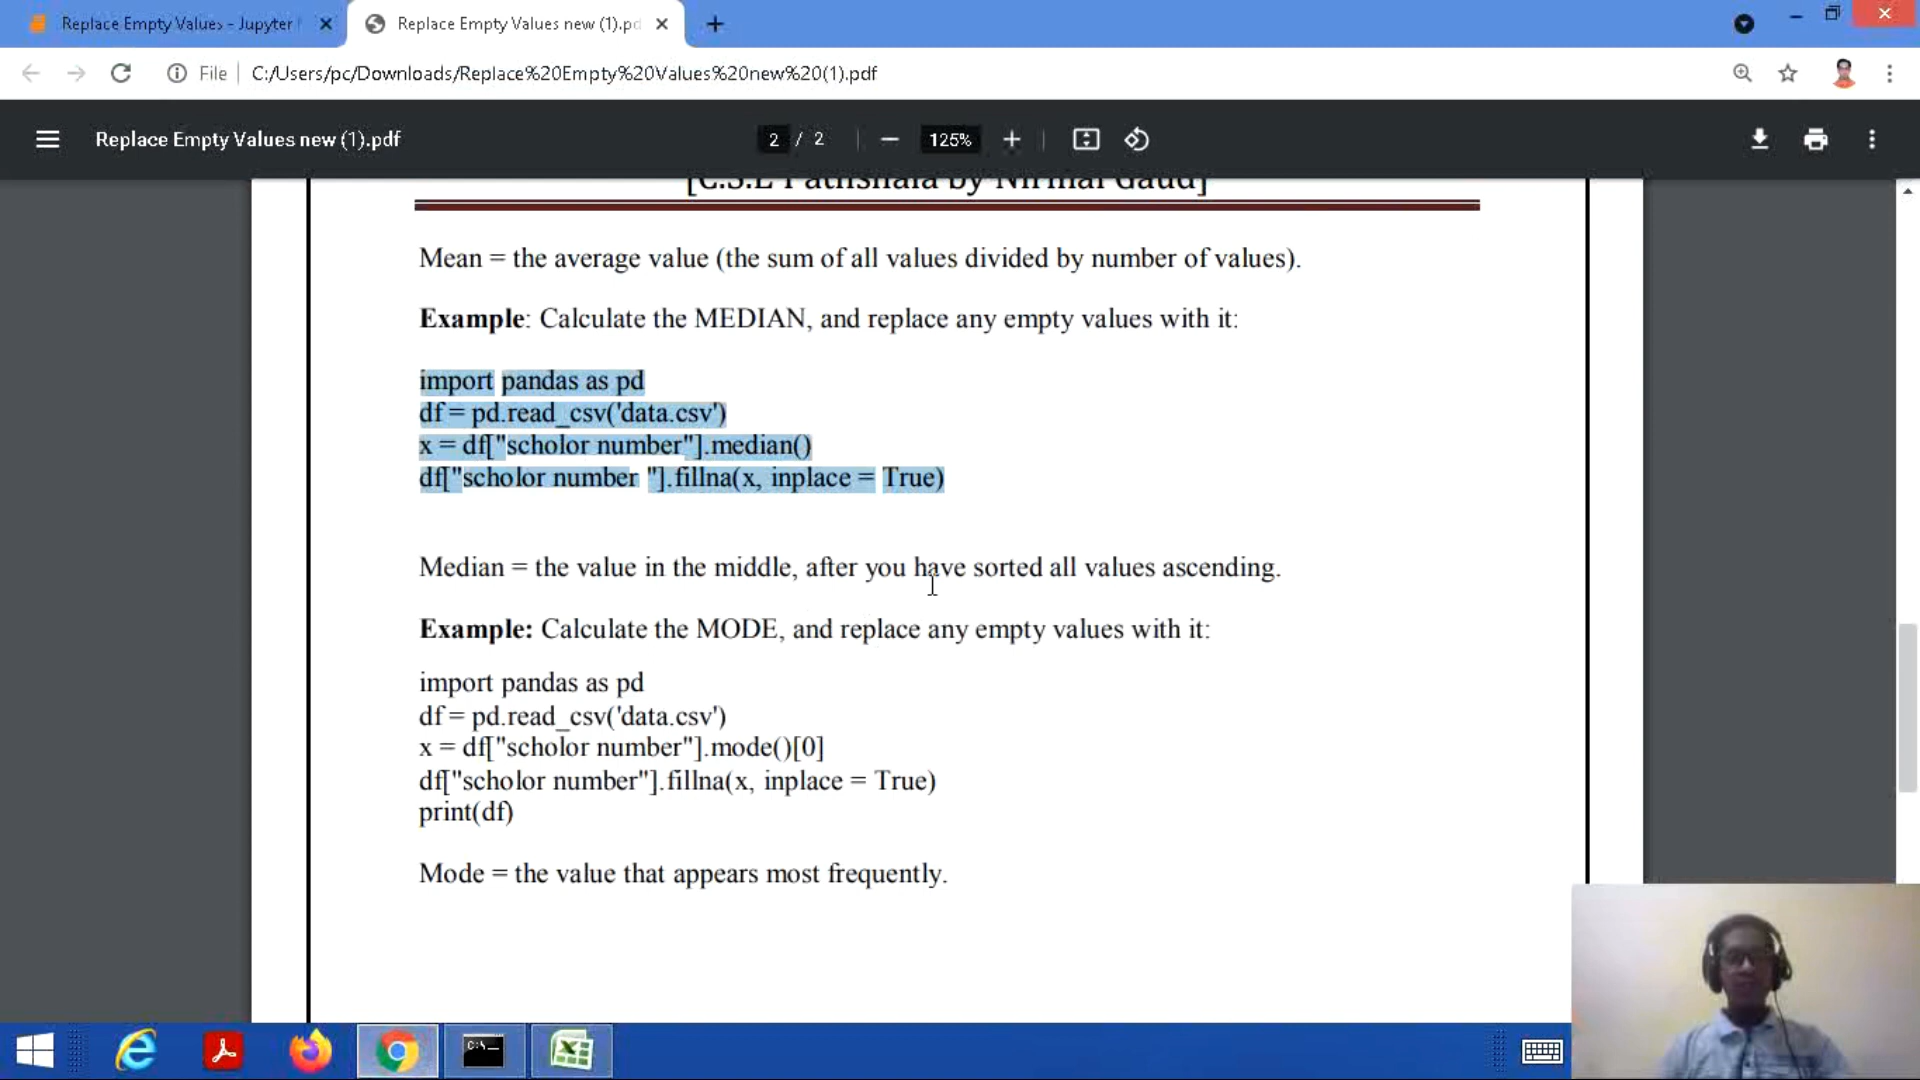 Replace Empty Values - Jupyter
Replace Empty Values new (1).pd
File
C:/Users/pc/Downloads/Replace%20Empty%20Values%20new%20(1).pdf
Replace Empty Values new (1).pdf
2 / 2
125%
[C.S.E Pathshala by Nirmal Gaud]
Mean = the average value (the sum of all values divided by number of values).
Example: Calculate the MEDIAN, and replace any empty values with it:
import pandas as pd
df = pd.read_csv('data.csv')
x = df["scholor number"].median()
df["scholor number "].fillna(x, inplace = True)
Median = the value in the middle, after you have sorted all values ascending.
Example: Calculate the MODE, and replace any empty values with it:
import pandas as pd
df = pd.read_csv('data.csv')
x = df["scholor number"].mode()[0]
df["scholor number"].fillna(x, inplace = True)
print(df)
Mode = the value that appears most frequently.